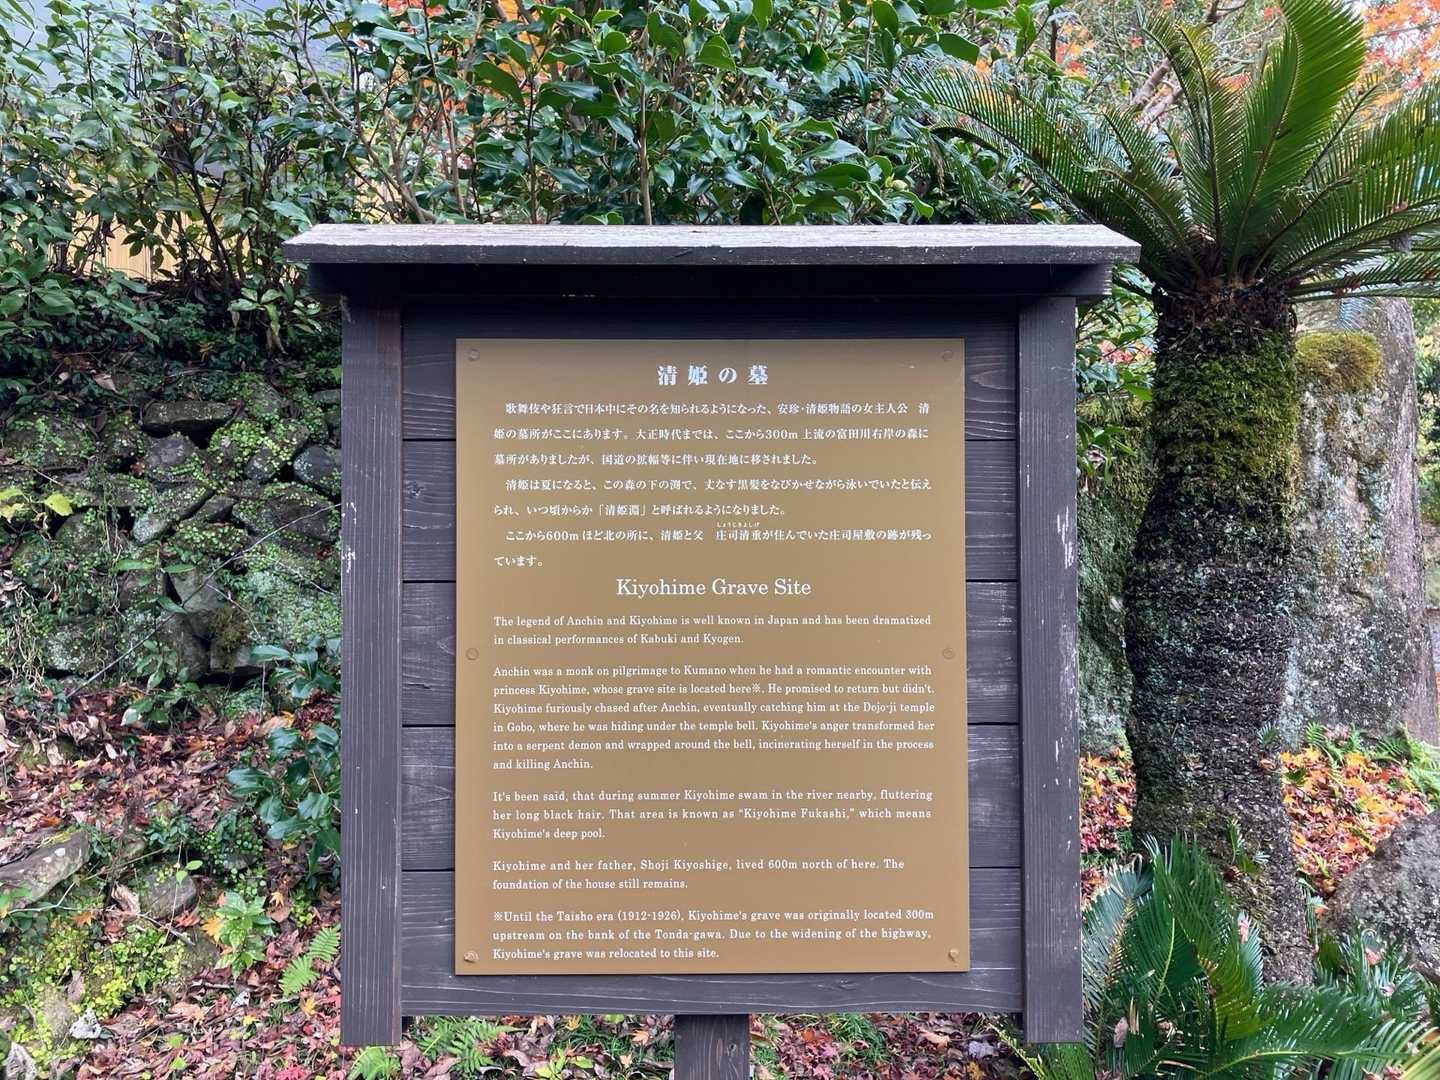 清姫の墓
歌舞伎や狂言で日本中にその名を知られるようになった、安珍・清姫物語の女主人公　清
姫の墓所がここにあります。大正時代までは、ここから300m 上流の富田川右岸の森に
墓所がありましたが、国道の拡幅等に伴い現在地に移されました。
清姫は夏になると、この森の下の渕で、丈なす黒髪をなびかせながら泳いでいたと伝え
られ、いつ頃からか「清姫淵」と呼ばれるようになりました。
しょうじきよしげ
ここから600m ほど北の所に、清姫と父　庄司清重が住んでいた庄司屋敷の跡が残っ
ています。
Kiyohime Grave Site
The legend of Anchin and Kiyohime is well known in Japan and has been dramatized
in classical performances of Kabuki and Kyogen.
Anchin was a monk on pilgrimage to Kumano when he had a romantic encounter with
princess Kiyohime, whose grave site is located here※. He promised to return but didn't.
Kiyohime furiously chased after Anchin, eventually catching him at the Dojo-ji temple
in Gobo, where he was hiding under the temple bell. Kiyohime's anger transformed her
into a serpent demon and wrapped around the bell, incinerating herself in the process
and killing Anchin.
It's been said, that during summer Kiyohime swam in the river nearby, fluttering
her long black hair. That area is known as “Kiyohime Fukashi,” which means
Kiyohime's deep pool.
Kiyohime and her father, Shoji Kiyoshige, lived 600m north of here. The
foundation of the house still remains.
※Until the Taisho era (1912-1926), Kiyohime's grave was originally located 300m
upstream on the bank of the Tonda-gawa. Due to the widening of the highway,
Kiyohime's grave was relocated to this site.